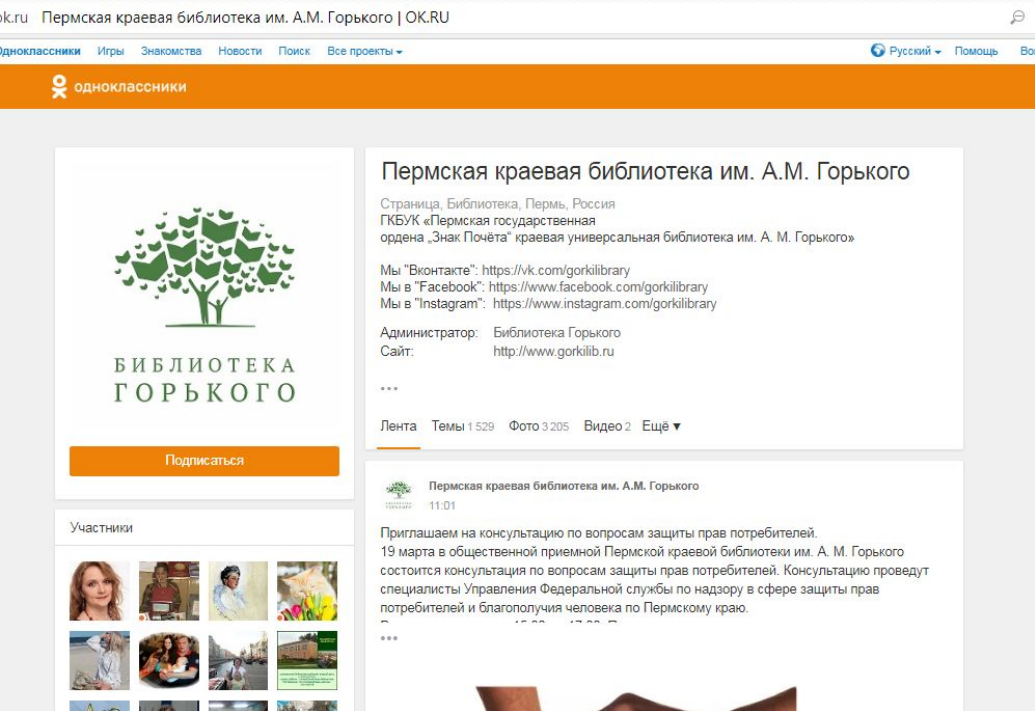 ok.ru Пермская краевая библиотека им. А.М. Горького | OK.RU
Одноклассники Игры Знакомства Новости Поиск Все проекты
Русский Помощь
одноклассники
БИБЛИОТЕКА
ГОРЬКОГО
Подписаться
Участники
Пермская краевая библиотека им. А.М. Горького
Страница, Библиотека, Пермь, Россия
ГКБУК «Пермская государственная
ордена „Знак Почёта“ краевая универсальная библиотека им. А. М. Горького»
Мы "Вконтакте": https://vk.com/gorkilibrary
Мы в "Facebook": https://www.facebook.com/gorkilibrary
Мы в "Instagram": https://www.instagram.com/gorkilibrary
Администратор: Библиотека Горького
Сайт: http://www.gorkilib.ru
Лента Темы 1 529 Фото 3 205 Видео 2 Ещё ▾
Пермская краевая библиотека им. А.М. Горького
11:01
Приглашаем на консультацию по вопросам защиты прав потребителей.
19 марта в общественной приемной Пермской краевой библиотеки им. А. М. Горького
состоится консультация по вопросам защиты прав потребителей. Консультацию проведут
специалисты Управления Федеральной службы по надзору в сфере защиты прав
потребителей и благополучия человека по Пермскому краю.